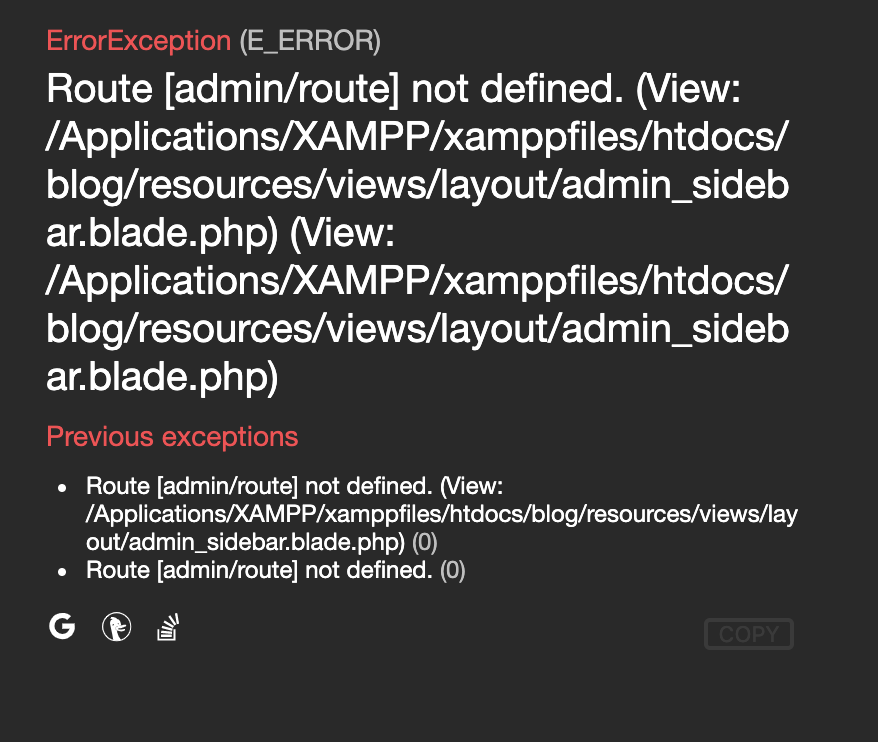 ErrorException (E_ERROR)
Route [admin/route] not defined. (View:
/Applications/XAMPP/xamppfiles/htdocs/
blog/resources/views/layout/admin_sideb
ar.blade.php) (View:
/Applications/XAMPP/xamppfiles/htdocs/
blog/resources/views/layout/admin_sideb
ar.blade.php)
Previous exceptions
• Route [admin/route] not defined. (View:
/Applications/XAMPP/xamppfiles/htdocs/blog/resources/views/lay
out/admin_sidebar.blade.php) (0)
• Route [admin/route] not defined. (0)
COPY